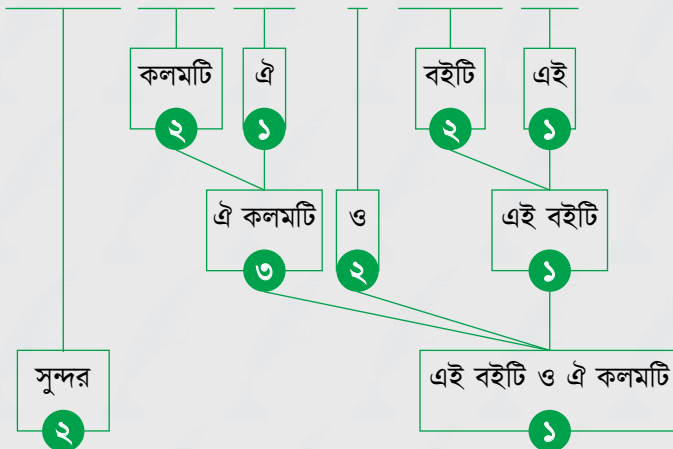 কলমটি ঐ বইটি এই
২ ১ ২ ১
ঐ কলমটি ও এই বইটি
৩ ২ ১
সুন্দর এই বইটি ও ঐ কলমটি
২ ১